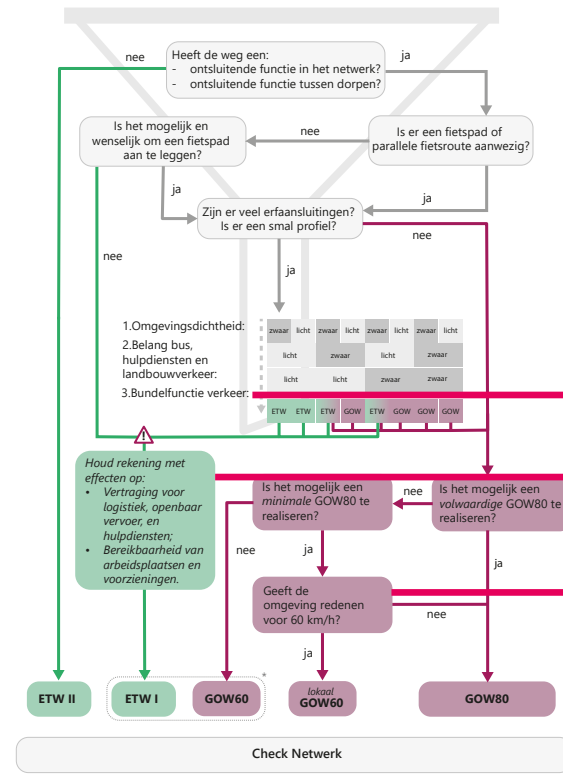 nee
Heeft de weg een:
- ontsluitende functie in het netwerk?
- ontsluitende functie tussen dorpen?
ja
Is het mogelijk en
wenselijk om een fietspad
aan te leggen?
nee
Is er een fietspad of
parallele fietsroute aanwezig?
ja
ja
Zijn er veel erfaansluitingen?
Is er een smal profiel?
nee
nee
ja
1.Omgevingsdichtheid:
zwaar licht zwaar licht zwaar licht zwaar licht
2.Belang bus,
hulpdiensten en
landbouwverkeer:
licht zwaar licht zwaar
licht licht zwaar zwaar
3.Bundelfunctie verkeer:
ETW ETW ETW GOW ETW GOW GOW GOW
!
Houd rekening met
effecten op:
• Vertraging voor
logistiek, openbaar
vervoer, en
hulpdiensten;
• Bereikbaarheid van
arbeidsplaatsen en
voorzieningen.
Is het mogelijk een
minimale GOW80 te
realiseren?
nee
Is het mogelijk een
volwaardige GOW80 te
realiseren?
nee
ja
ja
Geeft de
omgeving redenen
voor 60 km/h?
nee
ja
*
ETW II
ETW I
GOW60
lokaal
GOW60
GOW80
Check Netwerk